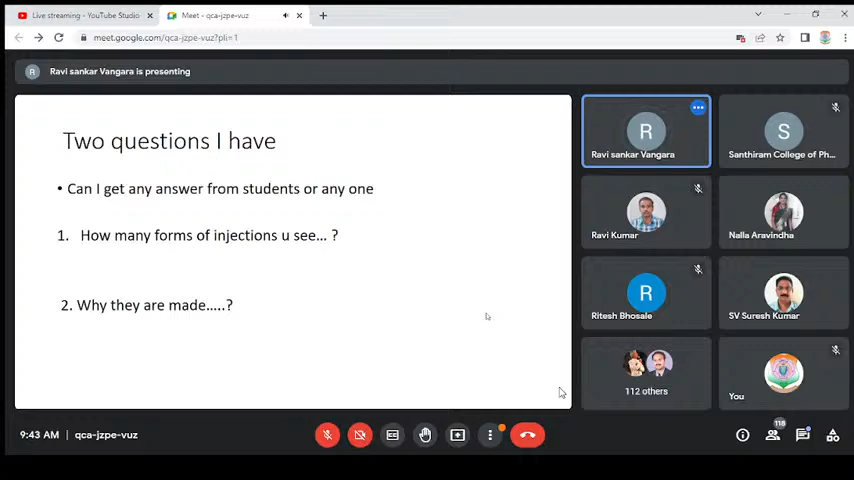 Live streaming - YouTube Studio
Meet - qca-jzpe-vuz
meet.google.com/qca-jzpe-vuz?pli=1
R
Ravi sankar Vangara is presenting
Two questions I have
• Can I get any answer from students or any one
1. How many forms of injections u see... ?
2. Why they are made.....?
R
Ravi sankar Vangara
S
Santhiram College of Ph...
Ravi Kumar
Nalla Aravindha
R
Ritesh Bhosale
SV Suresh Kumar
112 others
You
9:43 AM | qca-jzpe-vuz
118